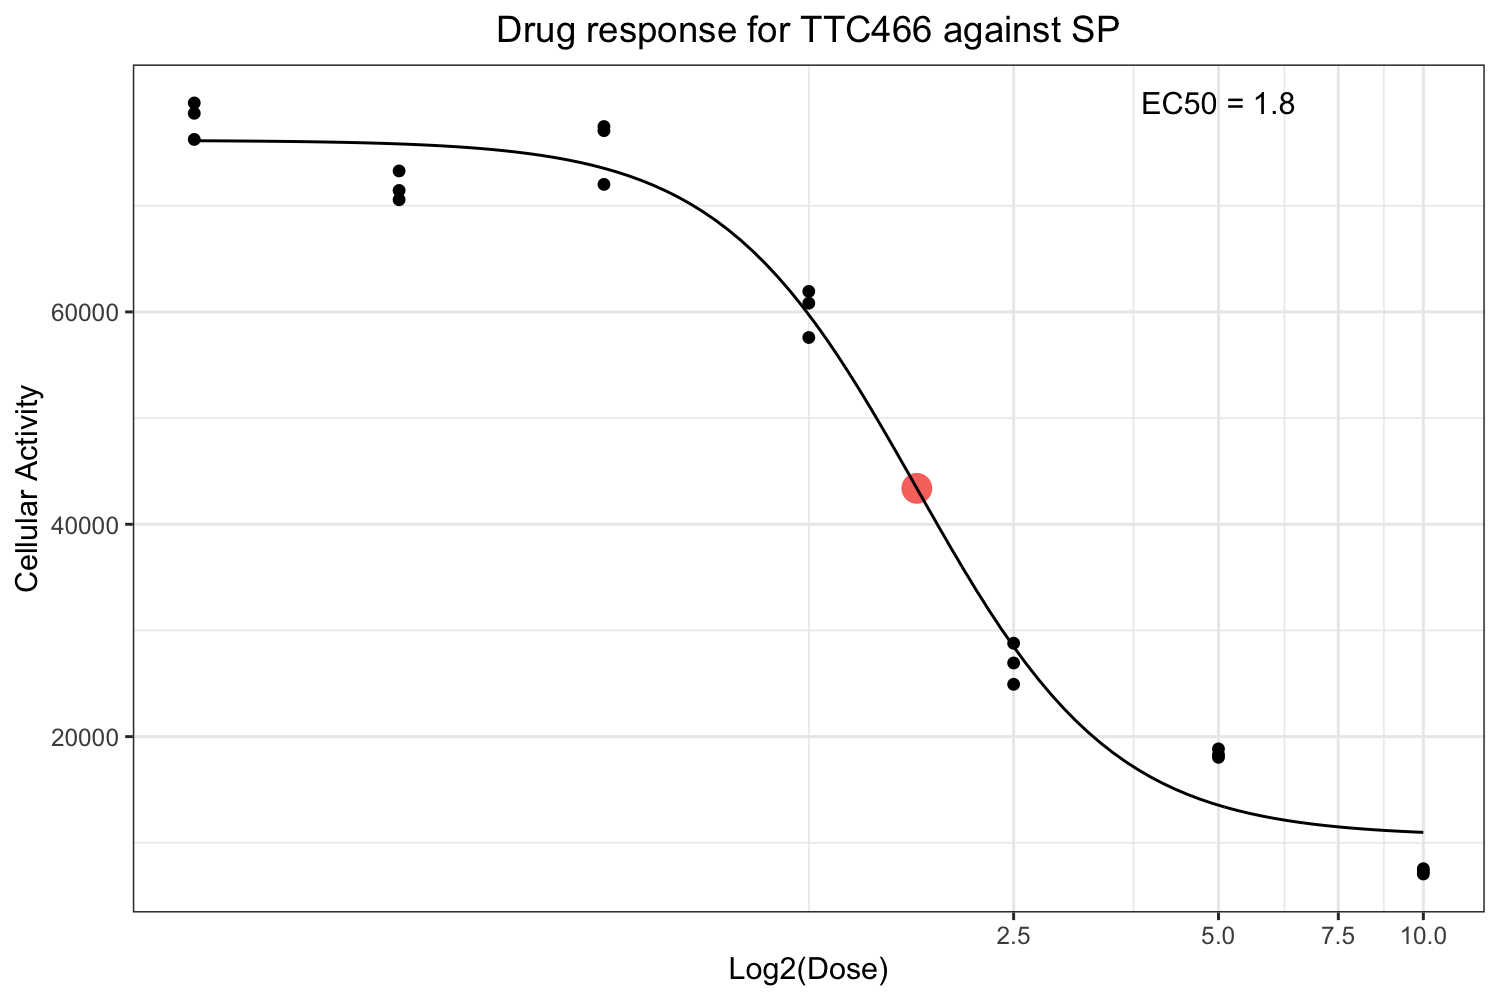 Drug response for TTC466 against SP
EC50 = 1.8
Cellular Activity
60000
40000
20000
2.5
5.0
7.5
10.0
Log2(Dose)